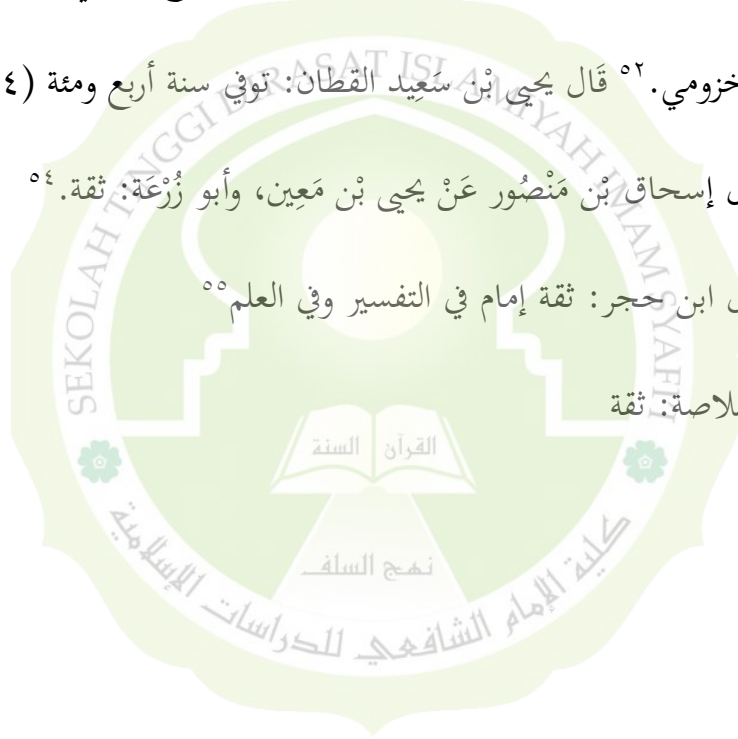 خزومي.٥٢ قَال يحيى بْن سَعِيد القطان: توفي سنة أربع ومئة (٤
إسحاق بْن مَنْصُور عَنْ يحيى بْن مَعِين، وأبو زُرْعَة: ثقة.٥٤
ابن حجر: ثقة إمام في التفسير وفي العلم٥٥
لاصة: ثقة
SEKOLAH TINGGI DIRASAT ISLAMIYAH IMAM SYAFII
القرآن السنة
نهج السلف
كلية الإمام الشافعي للدراسات الإسلامية